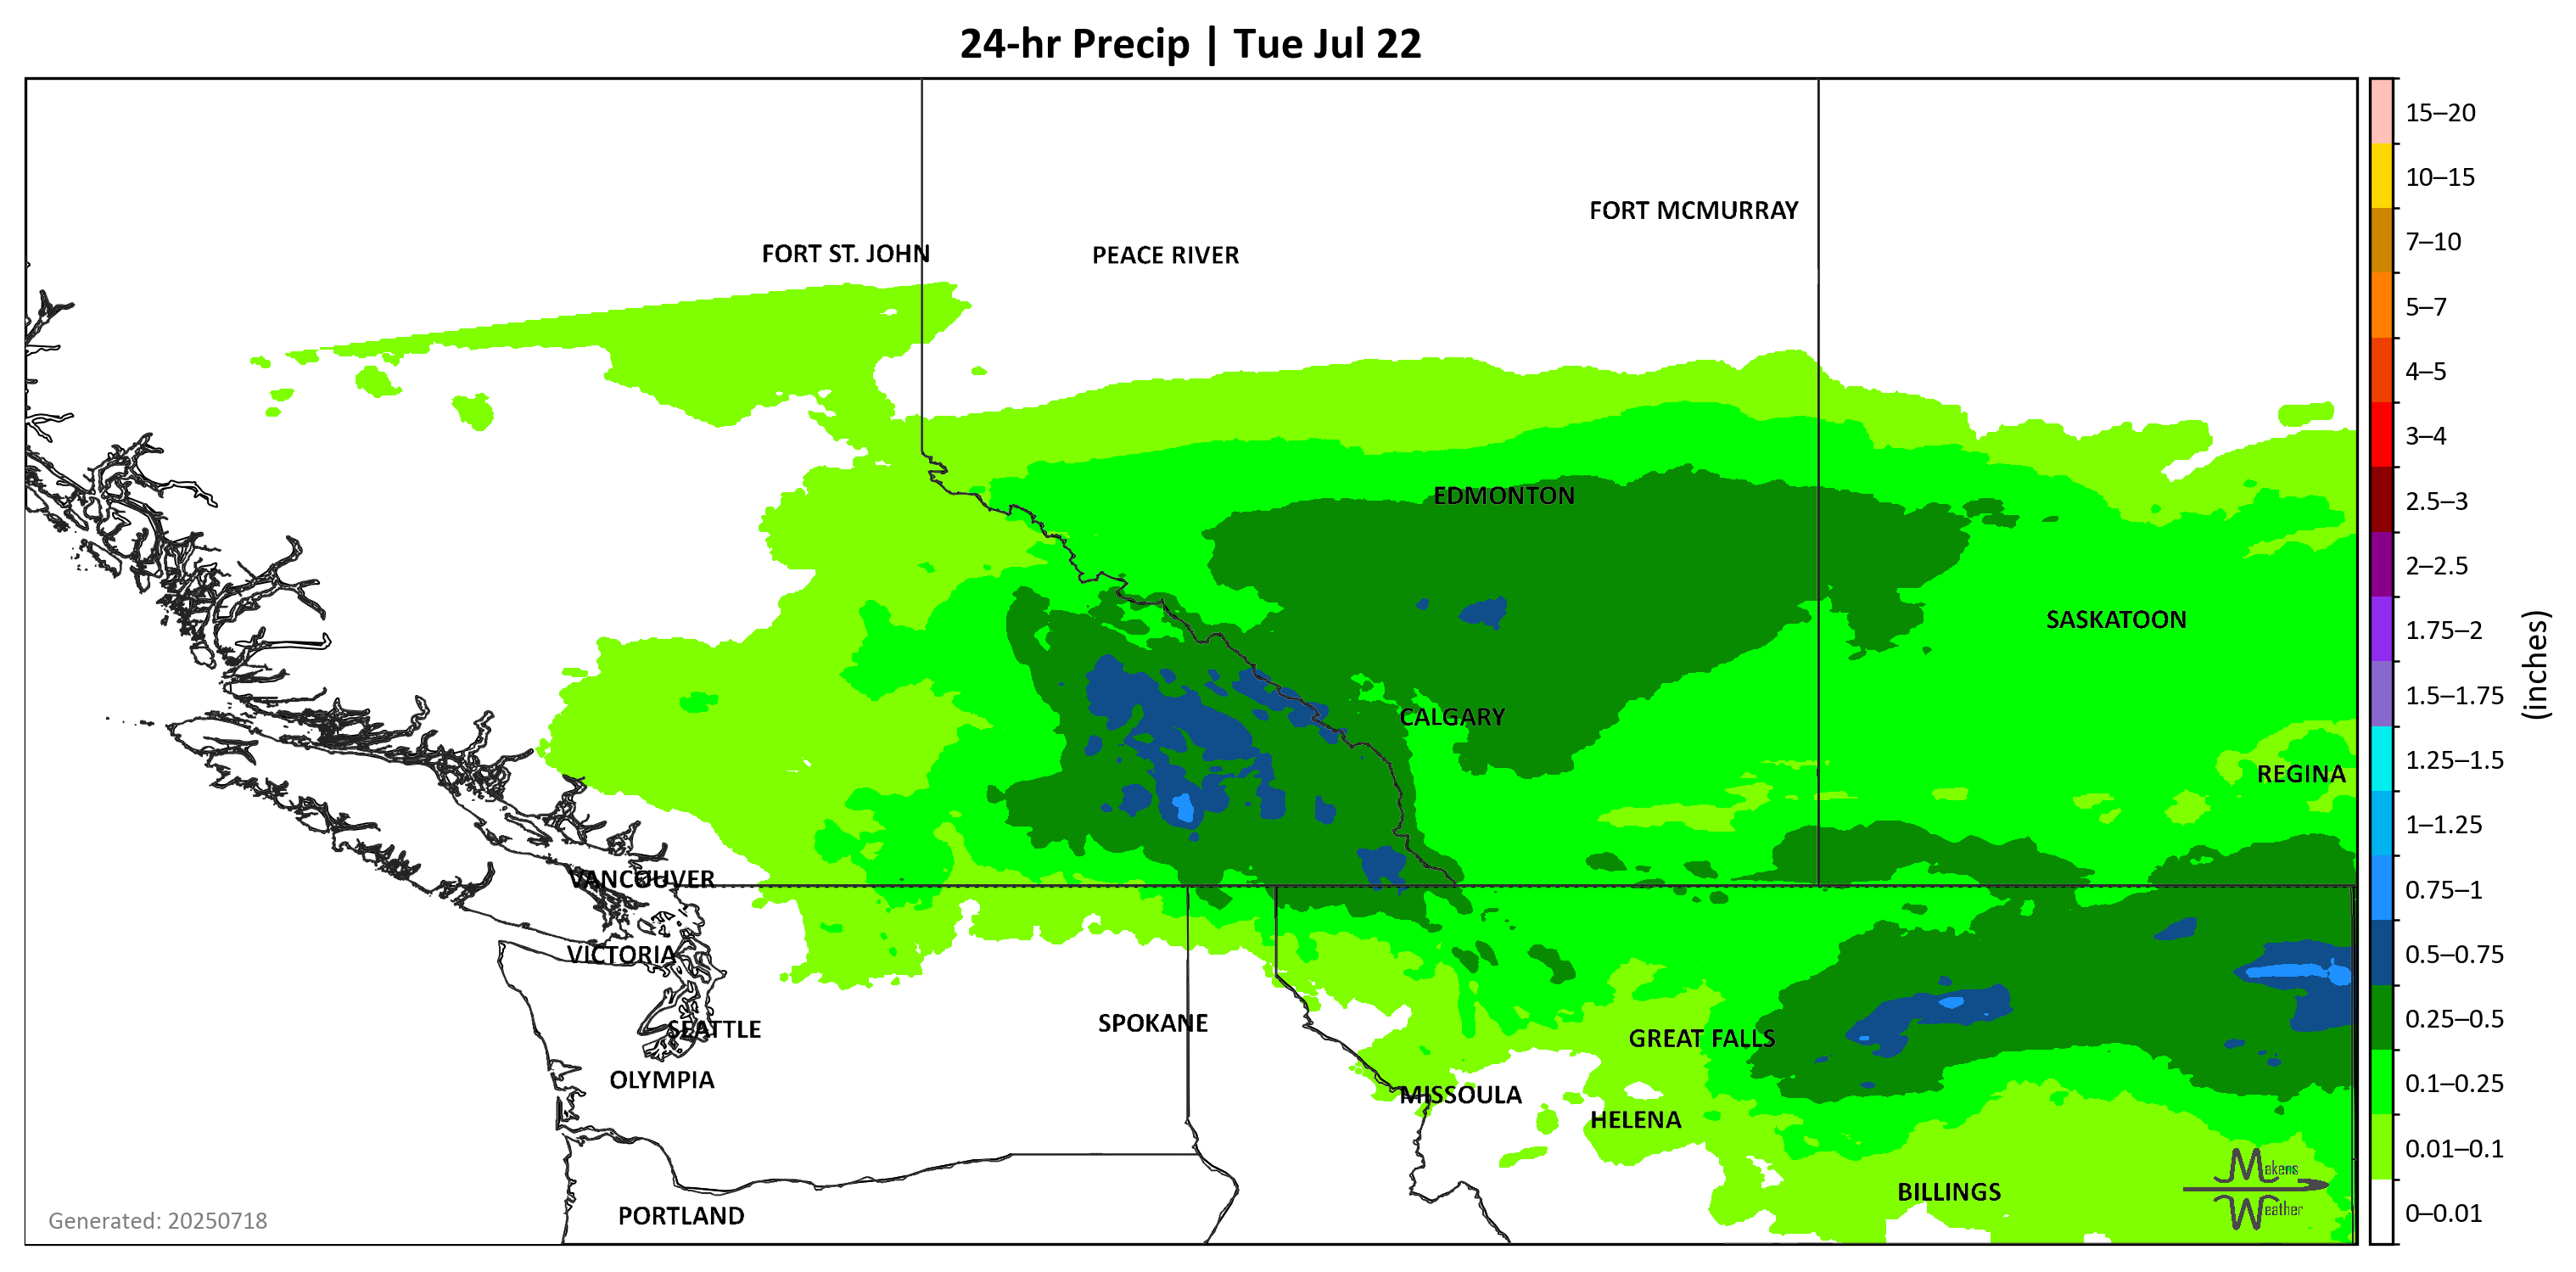 24-hr Precip | Tue Jul 22
FORT MCMURRAY
FORT ST. JOHN
PEACE RIVER
EDMONTON
SASKATOON
CALGARY
REGINA
VANCOUVER
VICTORIA
SPOKANE
SEATTLE
GREAT FALLS
OLYMPIA
MISSOULA
HELENA
BILLINGS
PORTLAND
Makens
Weather
Generated: 20250718
15–20
10–15
7–10
5–7
4–5
3–4
2.5–3
2–2.5
1.75–2
1.5–1.75
1.25–1.5
1–1.25
0.75–1
0.5–0.75
0.25–0.5
0.1–0.25
0.01–0.1
0–0.01
(inches)